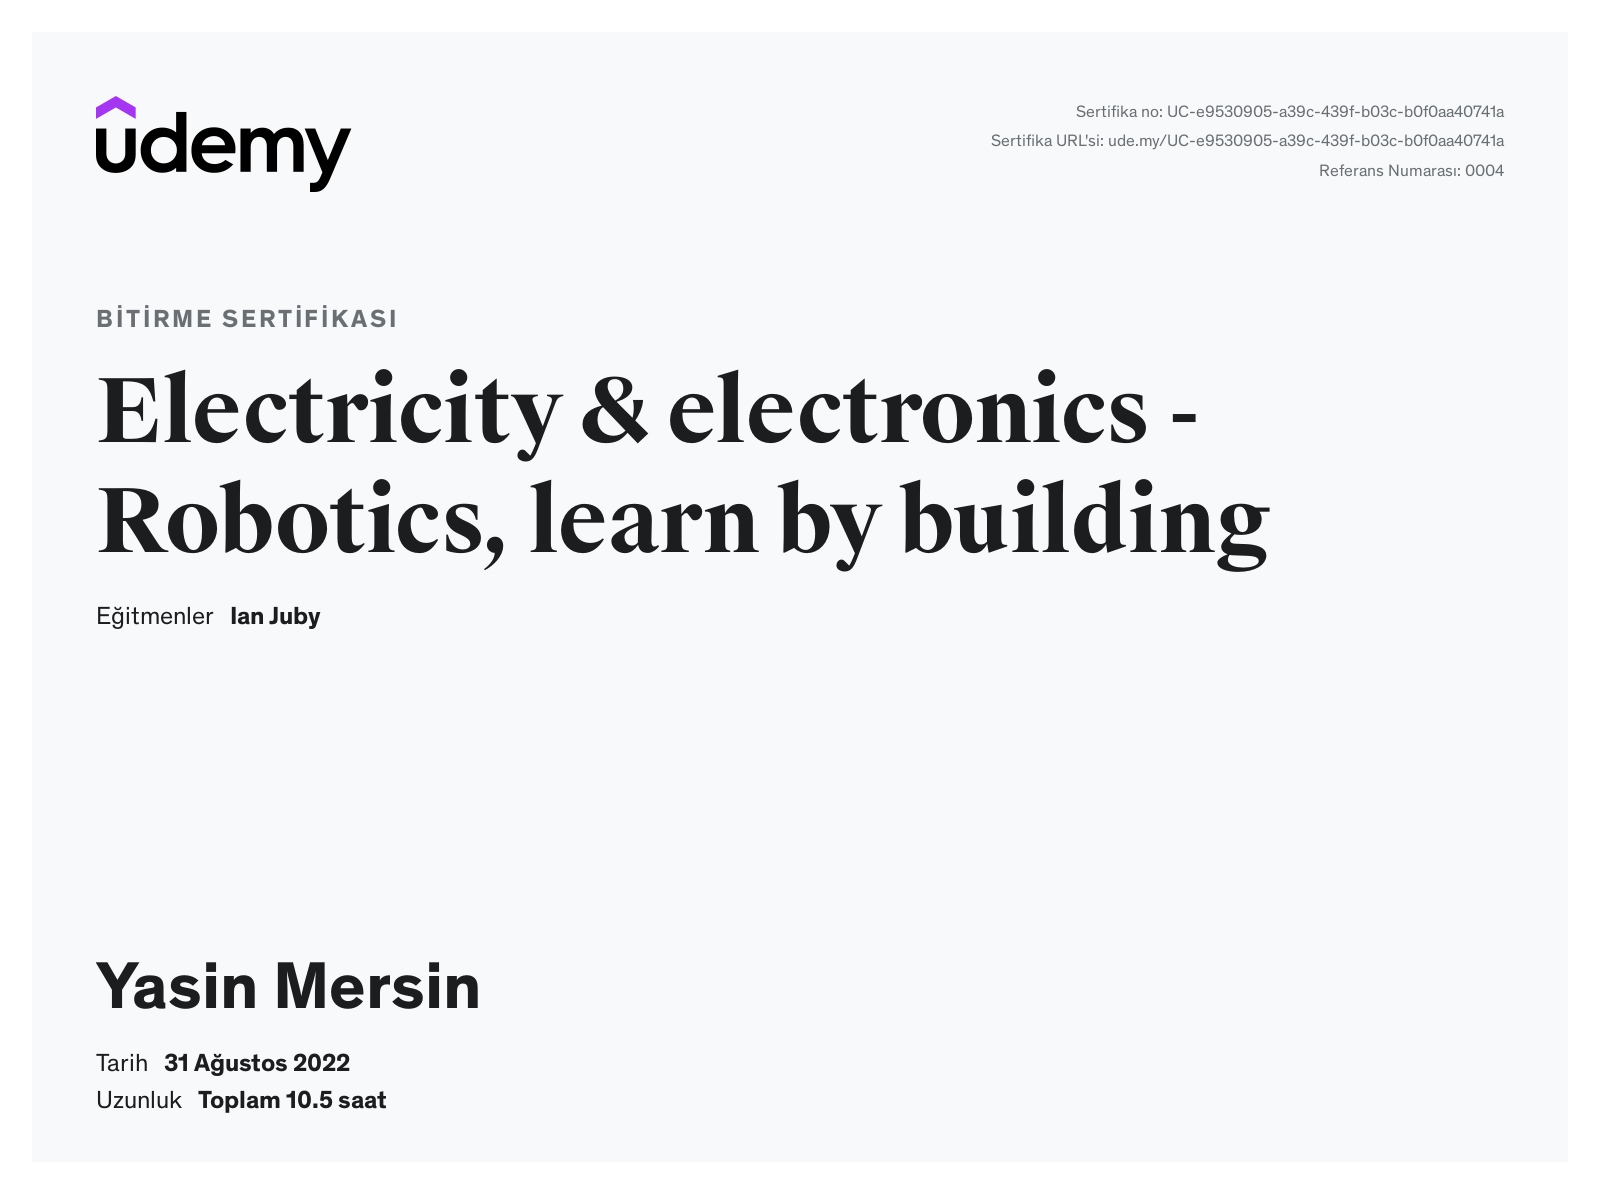 udemy
Sertifika no: UC-e9530905-a39c-439f-b03c-b0f0aa40741a
Sertifika URL'si: ude.my/UC-e9530905-a39c-439f-b03c-b0f0aa40741a
Referans Numarası: 0004
BİTİRME SERTİFİKASI
Electricity & electronics -
Robotics, learn by building
Eğitmenler Ian Juby
Yasin Mersin
Tarih 31 Ağustos 2022
Uzunluk Toplam 10.5 saat